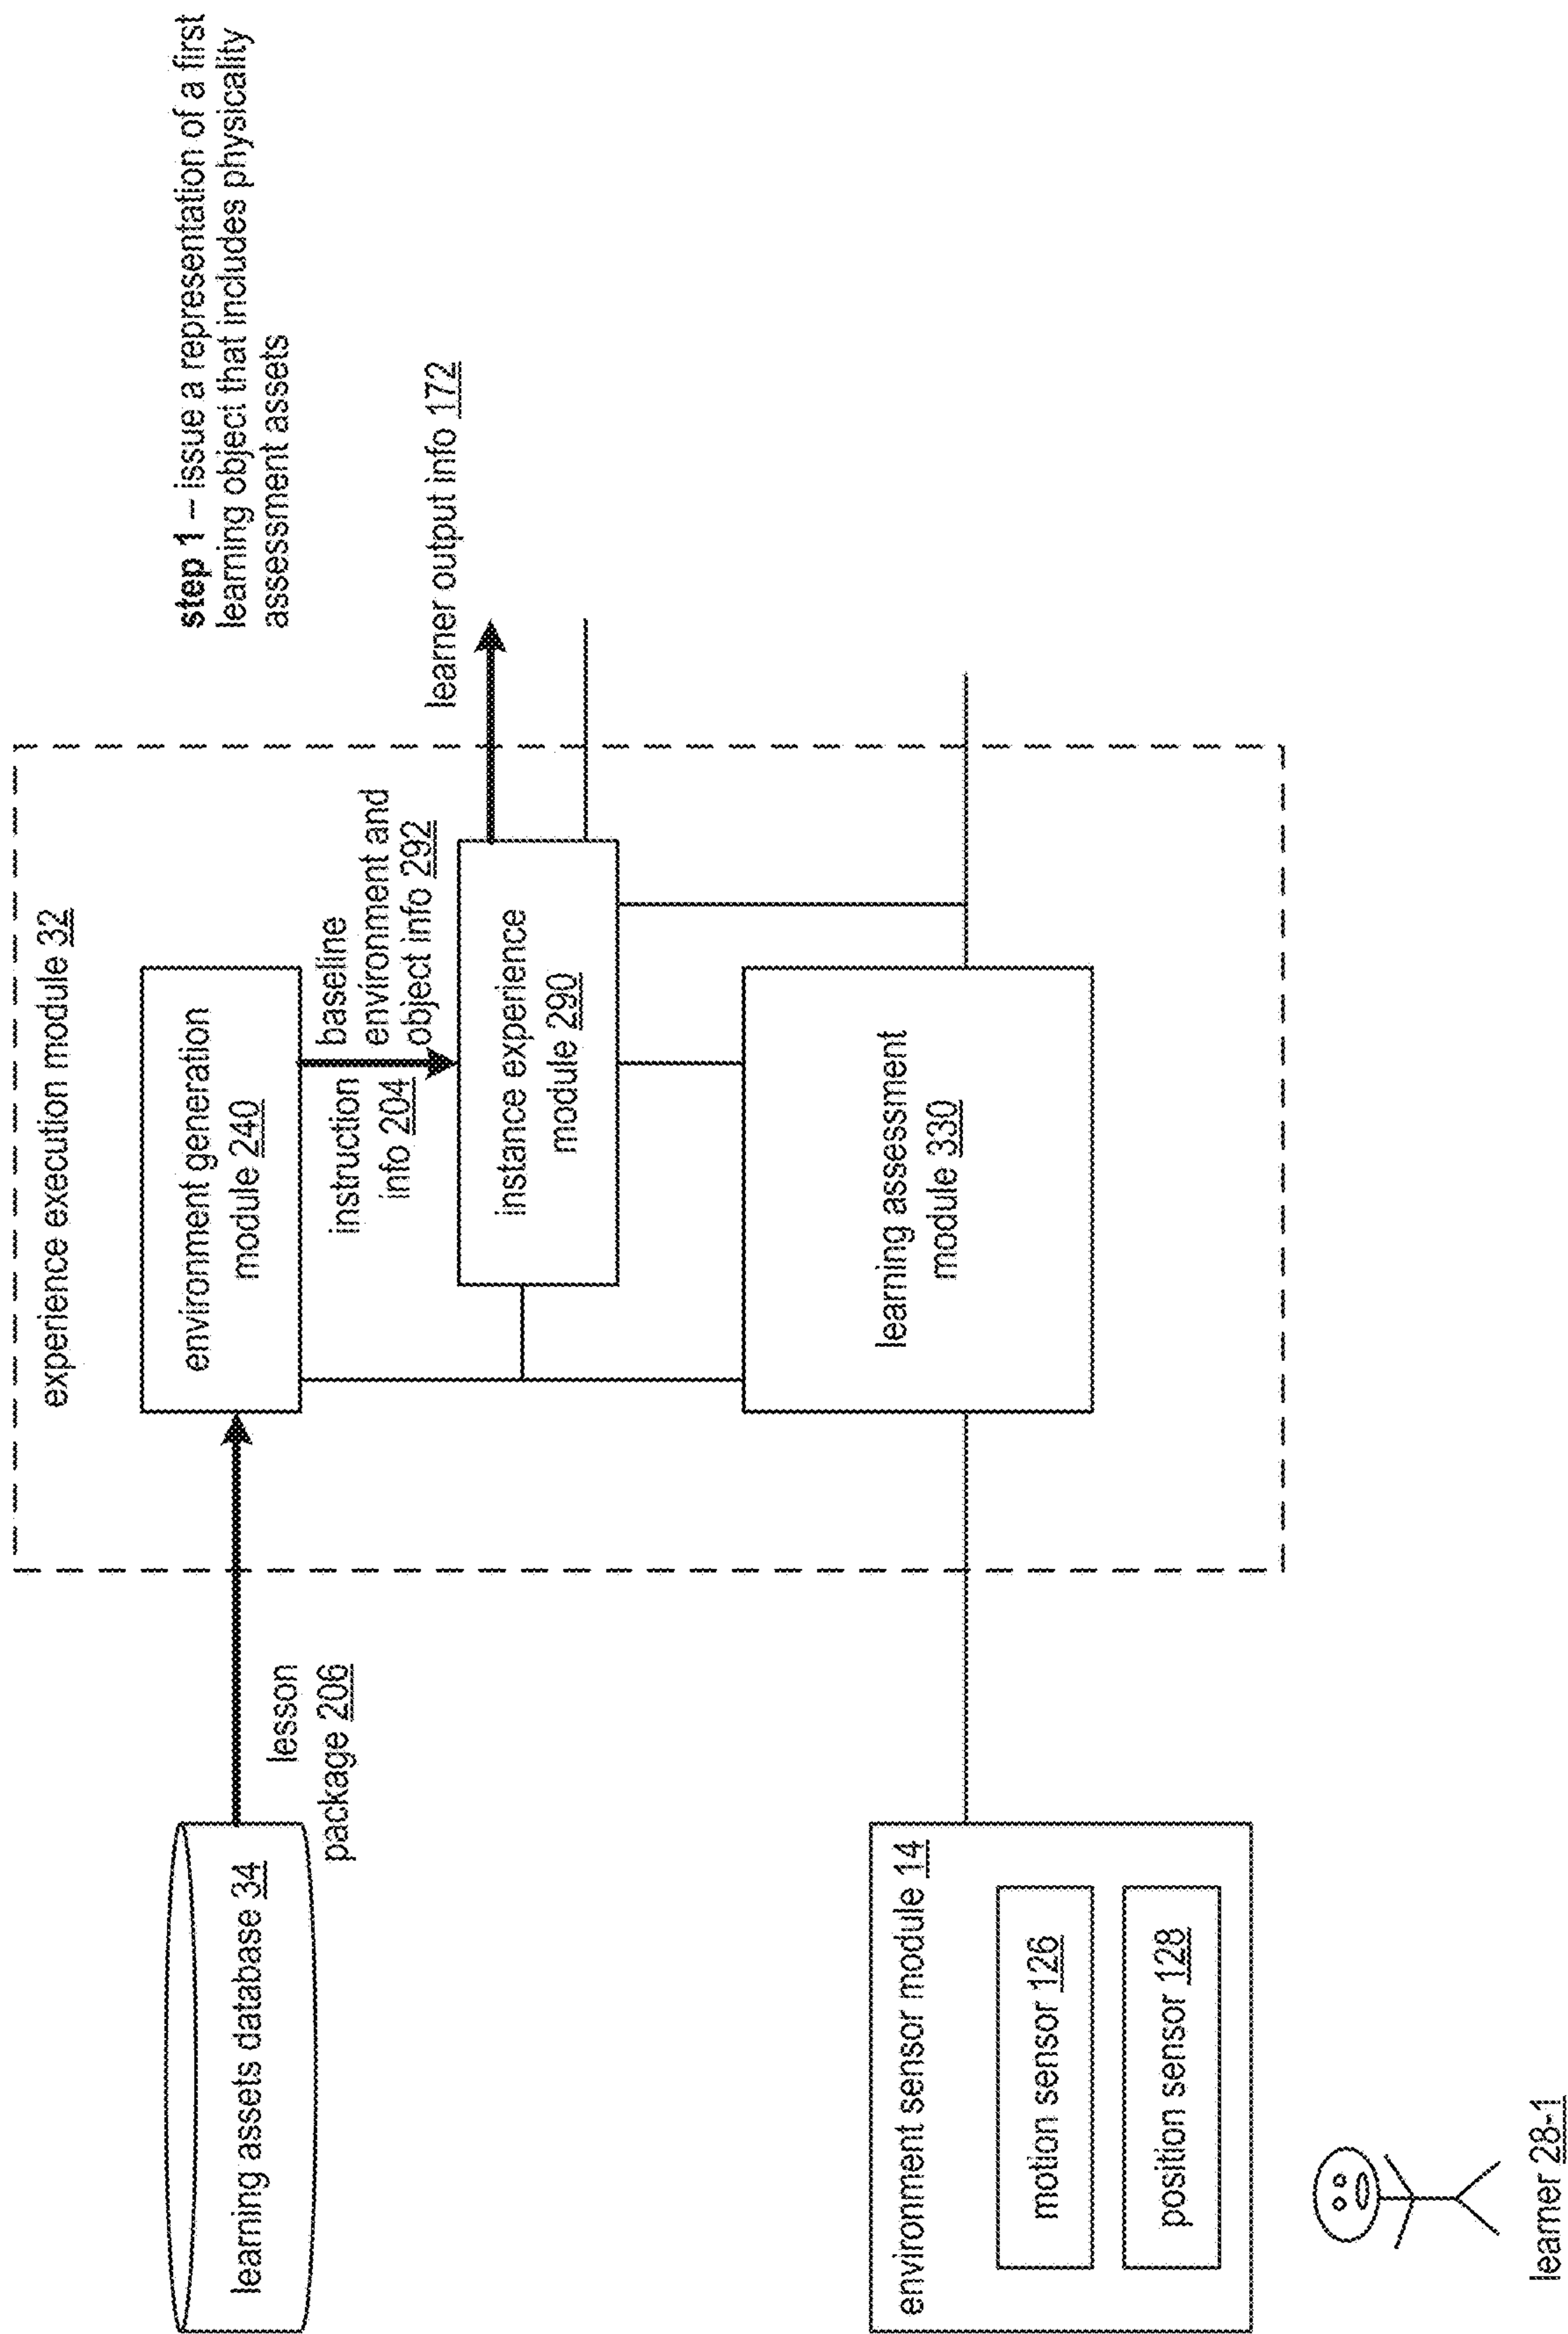 experience execution module 32
step 1 – issue a representation of a first
learning object that includes physicality
assessment assets
learning assets database 34
lesson
package 206
environment generation
module 240
instruction
info 204
baseline
environment and
object info 292
learner output info 172
instance experience
module 290
learning assessment
module 330
environment sensor module 14
motion sensor 126
position sensor 128
learner 28-1